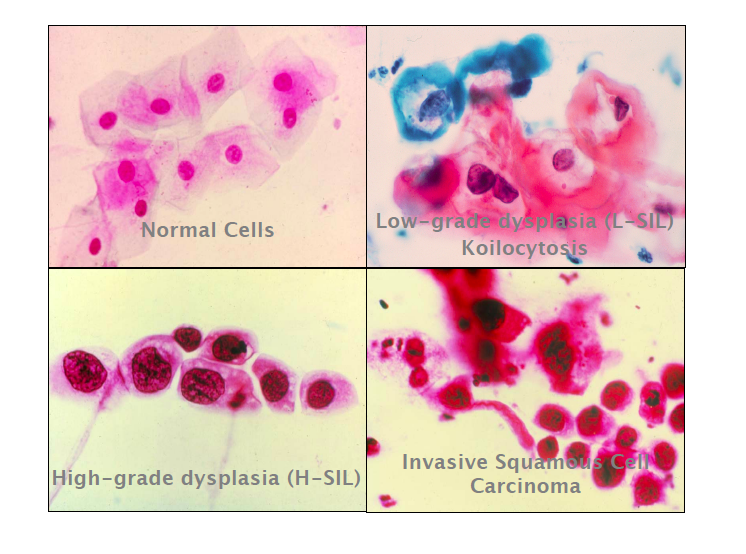 Normal Cells
Low-grade dysplasia (L-SIL)
Koilocytosis
High-grade dysplasia (H-SIL)
Invasive Squamous Cell
Carcinoma